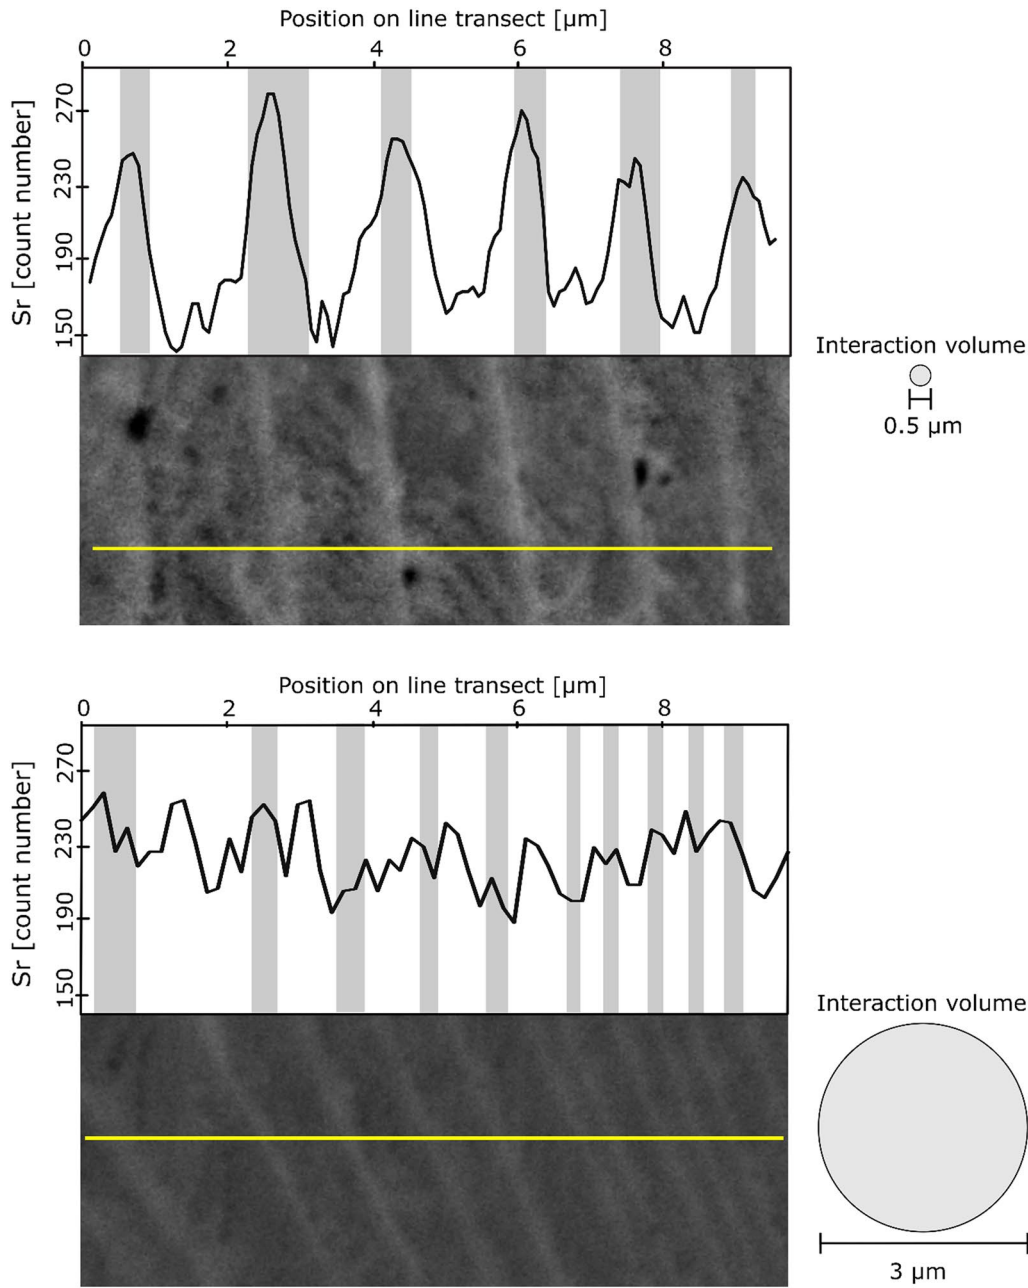 Position on line transect [µm]
0 2 4 6 8
Sr [count number]
270
230
190
150
Interaction volume
0.5 µm
Position on line transect [µm]
0 2 4 6 8
Sr [count number]
270
230
190
150
Interaction volume
3 µm